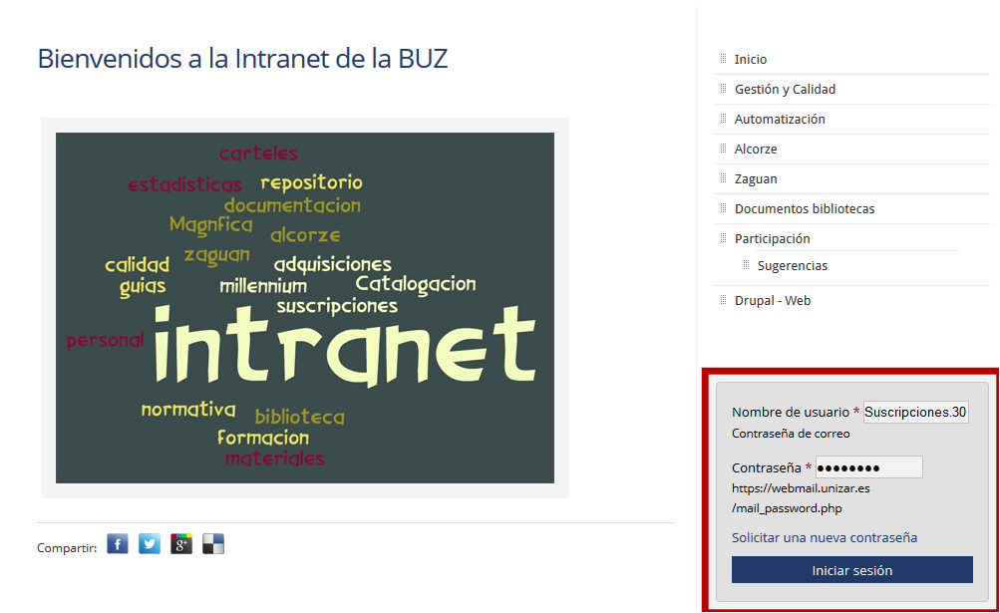 Bienvenidos a la Intranet de la BUZ
carteles
estadisticas repositorio
documentacion
Magnfica alcorze
zaguan
calidad adquisiciones
guias millennium Catalogacion
suscripciones
personal intranet
normativa biblioteca
formacion
materiales
Compartir:
f
g+
Inicio
Gestión y Calidad
Automatización
Alcorze
Zaguan
Documentos bibliotecas
Participación
Sugerencias
Drupal - Web
Nombre de usuario * Suscripciones.30
Contraseña de correo
Contraseña * ●●●●●●●●
https://webmail.unizar.es
/mail_password.php
Solicitar una nueva contraseña
Iniciar sesión